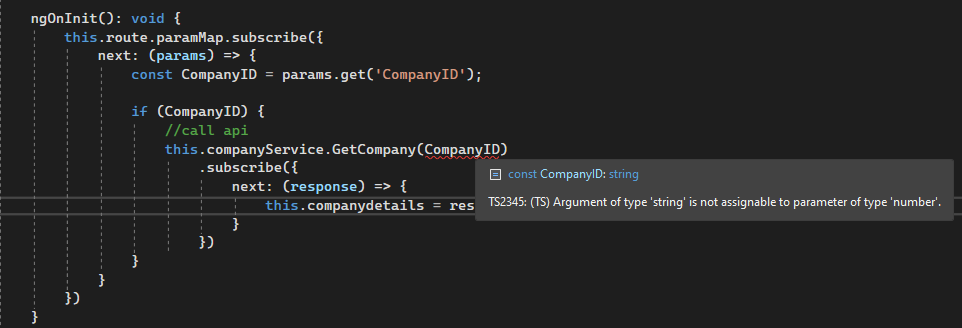 ngOnInit(): void {
this.route.paramMap.subscribe({
next: (params) => {
const CompanyID = params.get('CompanyID');
if (CompanyID) {
//call api
this.companyService.GetCompany(CompanyID)
.subscribe({
const CompanyID: string
next: (response) => {
TS2345: (TS) Argument of type 'string' is not assignable to parameter of type 'number'.
this.companydetails = res
}
})
}
}
})
}